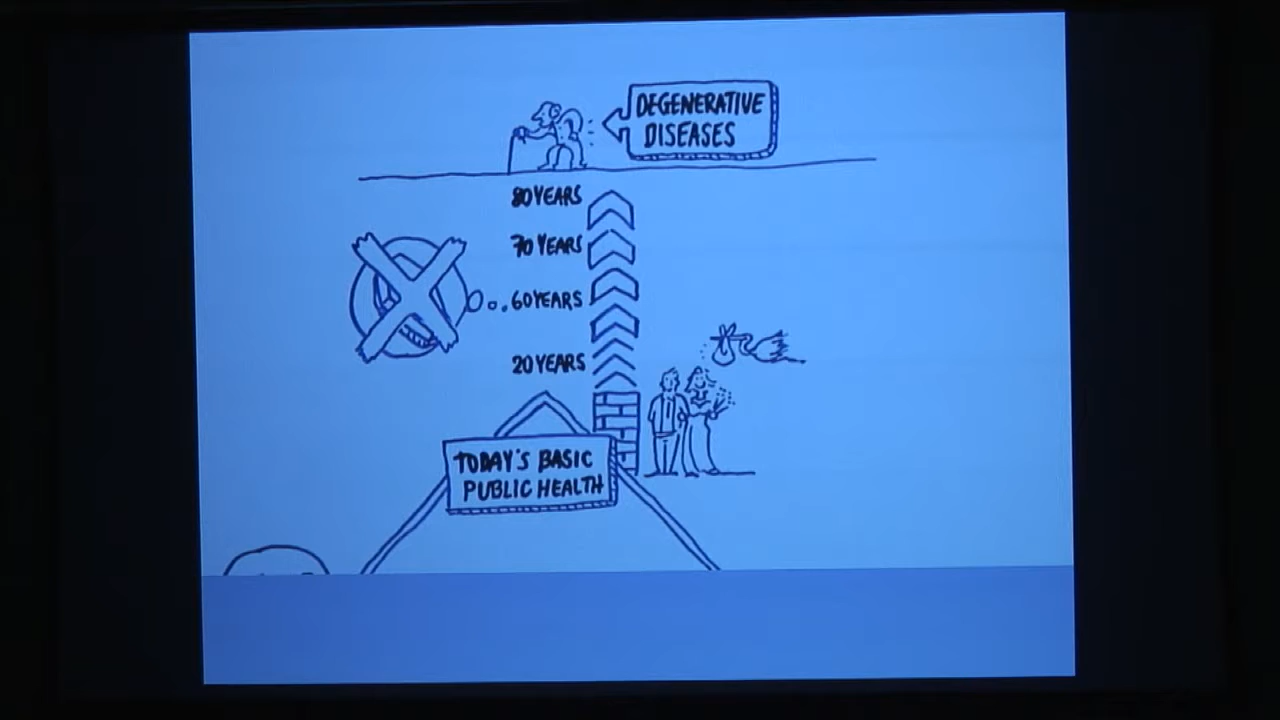 DEGENERATIVE
DISEASES
80 YEARS
70 YEARS
60 YEARS
20 YEARS
TODAY'S BASIC
PUBLIC HEALTH